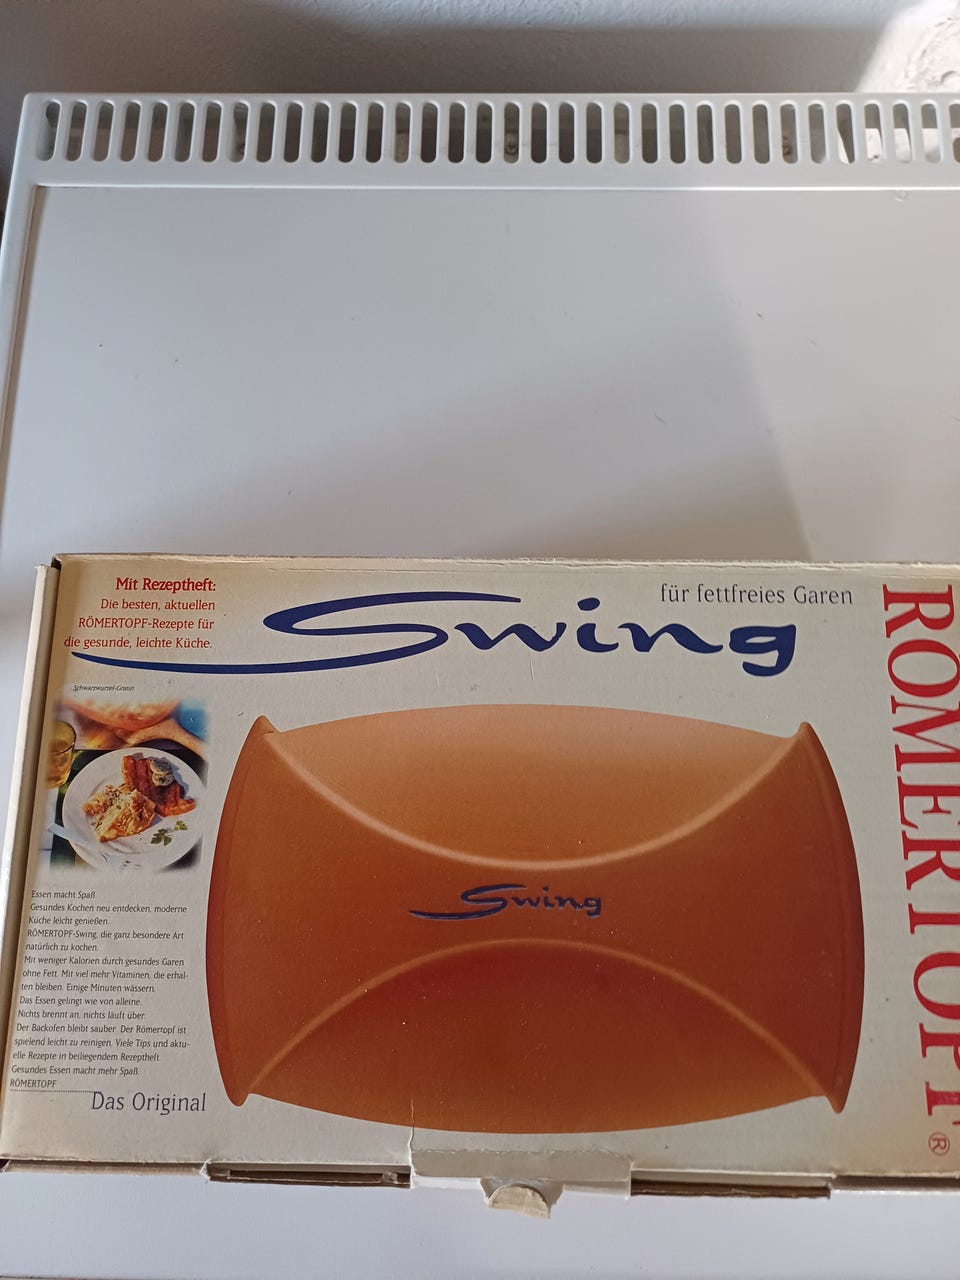 Mit Rezeptheft:
Die besten, aktuellen
RÖMERTOPF-Rezepte für
die gesunde, leichte Küche.
Swing
für fettfreies Garen
Schwarzwurzel-Gratin
Swing
Essen macht Spaß
Gesundes Kochen neu entdecken, moderne
Küche leicht genießen.
RÖMERTOPF-Swing, die ganz besondere Art
natürlich zu kochen.
Mit weniger Kalorien durch gesundes Garen
ohne Fett. Mit viel mehr Vitaminen, die erhal-
ten bleiben. Einige Minuten wässern.
Das Essen gelingt wie von alleine.
Nichts brennt an, nichts läuft über.
Der Backofen bleibt sauber. Der Römertopf ist
spielend leicht zu reinigen. Viele Tips und aktu-
elle Rezepte in beiliegendem Rezeptheft.
Gesundes Essen macht mehr Spaß.
RÖMERTOPF
Das Original
RÖMERTOPF®